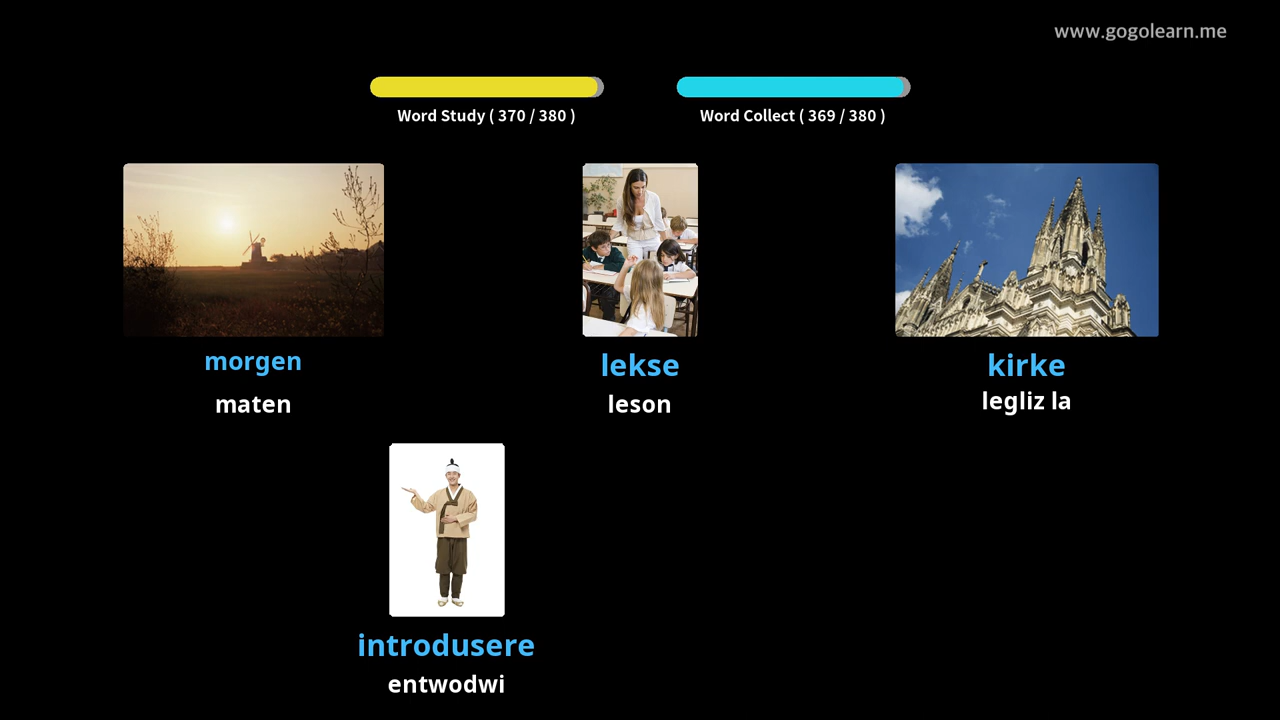 www.gogolearn.me
Word Study ( 370 / 380 )
Word Collect ( 369 / 380 )
morgen
maten
lekse
leson
kirke
legliz la
introdusere
entwodwi